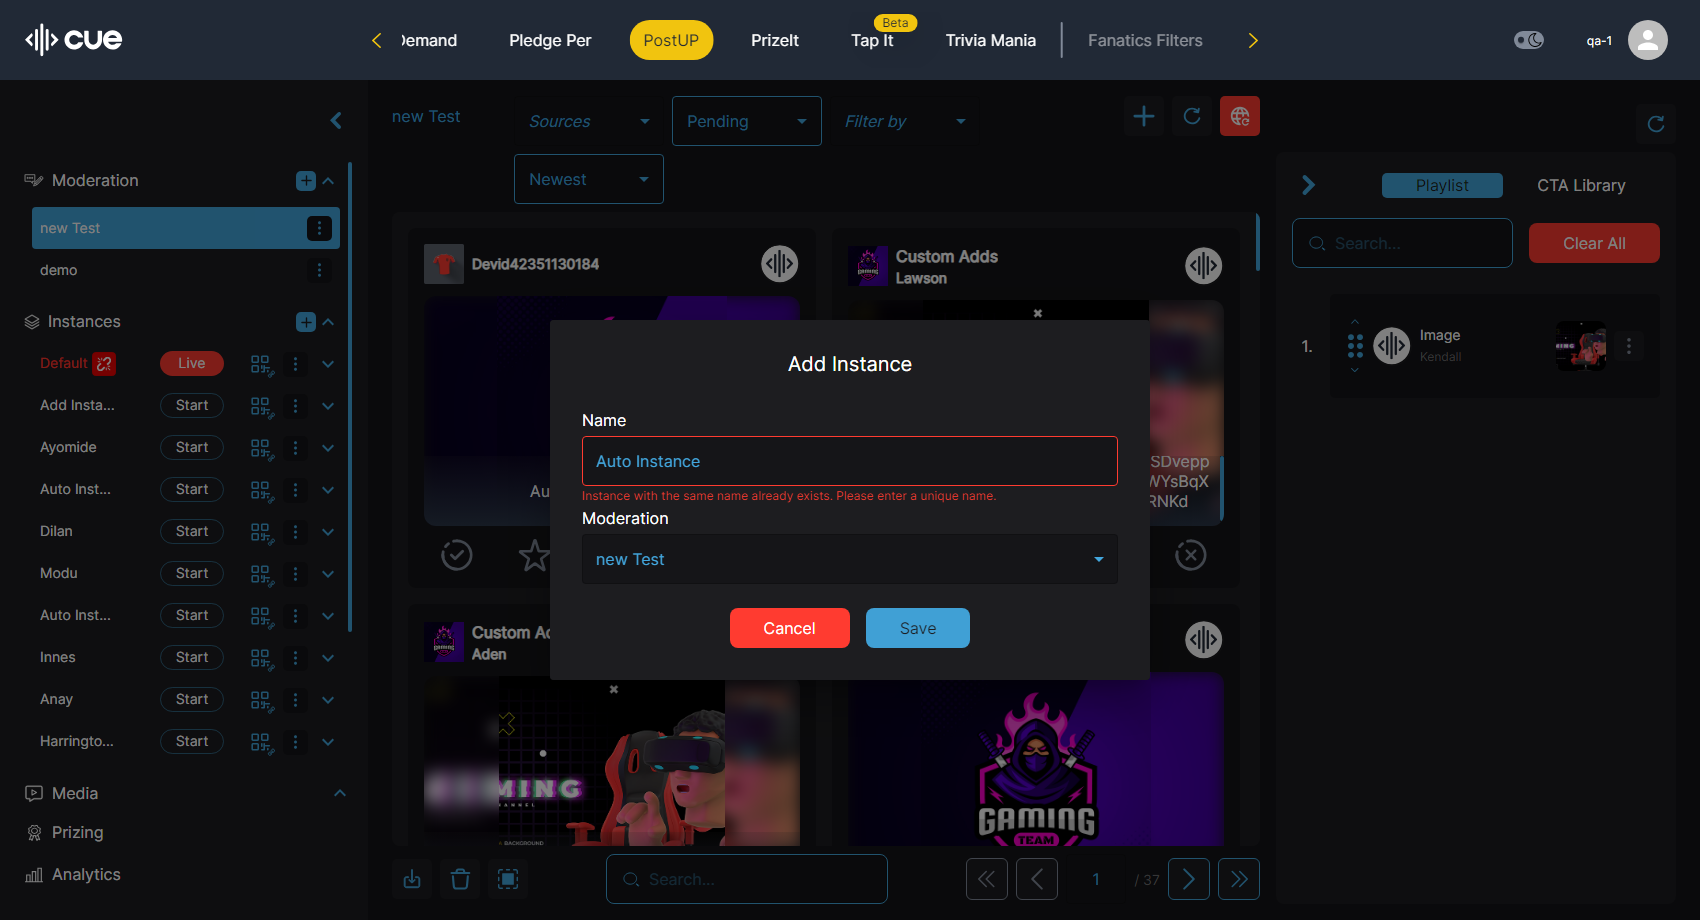 cue
Demand
Pledge Per
PostUP
PrizeIt
Beta
Tap It
Trivia Mania
Fanatics Filters
qa-1
Moderation
new Test
demo
Instances
Default
Live
Add Insta...
Start
Ayomide
Start
Auto Inst...
Start
Dilan
Start
Modu
Start
Auto Inst...
Start
Innes
Start
Anay
Start
Harringto...
Start
Media
Prizing
Analytics
new Test
Sources
Pending
Filter by
Newest
Devid42351130184
Custom Adds
Lawson
Au
SDvepp
WYsBqX
RNKd
Add Instance
Name
Auto Instance
Instance with the same name already exists. Please enter a unique name.
Moderation
new Test
Cancel
Save
Custom Ad
Aden
MING
BACKGROUND
GAMING
TEAM
Search...
1
/ 37
Playlist
CTA Library
Search...
Clear All
1.
Image
Kendall